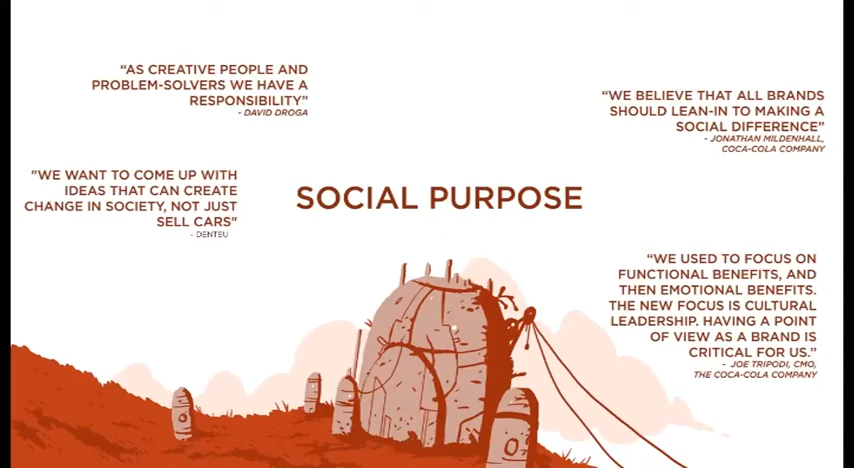 “AS CREATIVE PEOPLE AND
PROBLEM-SOLVERS WE HAVE A
RESPONSIBILITY”
- DAVID DROGA
“WE BELIEVE THAT ALL BRANDS
SHOULD LEAN-IN TO MAKING A
SOCIAL DIFFERENCE”
- JONATHAN MILDENHALL,
COCA-COLA COMPANY
"WE WANT TO COME UP WITH
IDEAS THAT CAN CREATE
CHANGE IN SOCIETY, NOT JUST
SELL CARS"
- DENTSU
SOCIAL PURPOSE
“WE USED TO FOCUS ON
FUNCTIONAL BENEFITS, AND
THEN EMOTIONAL BENEFITS.
THE NEW FOCUS IS CULTURAL
LEADERSHIP. HAVING A POINT
OF VIEW AS A BRAND IS
CRITICAL FOR US.”
- JOE TRIPODI, CMO,
THE COCA-COLA COMPANY